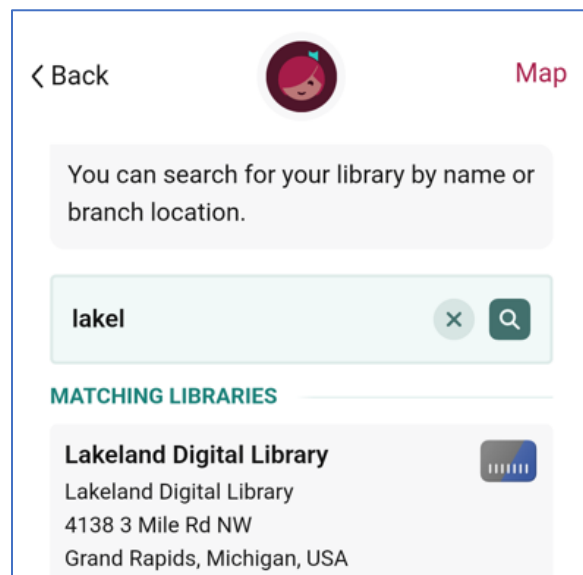 Back
Map
You can search for your library by name or
branch location.
lakel
MATCHING LIBRARIES
Lakeland Digital Library
Lakeland Digital Library
4138 3 Mile Rd NW
Grand Rapids, Michigan, USA